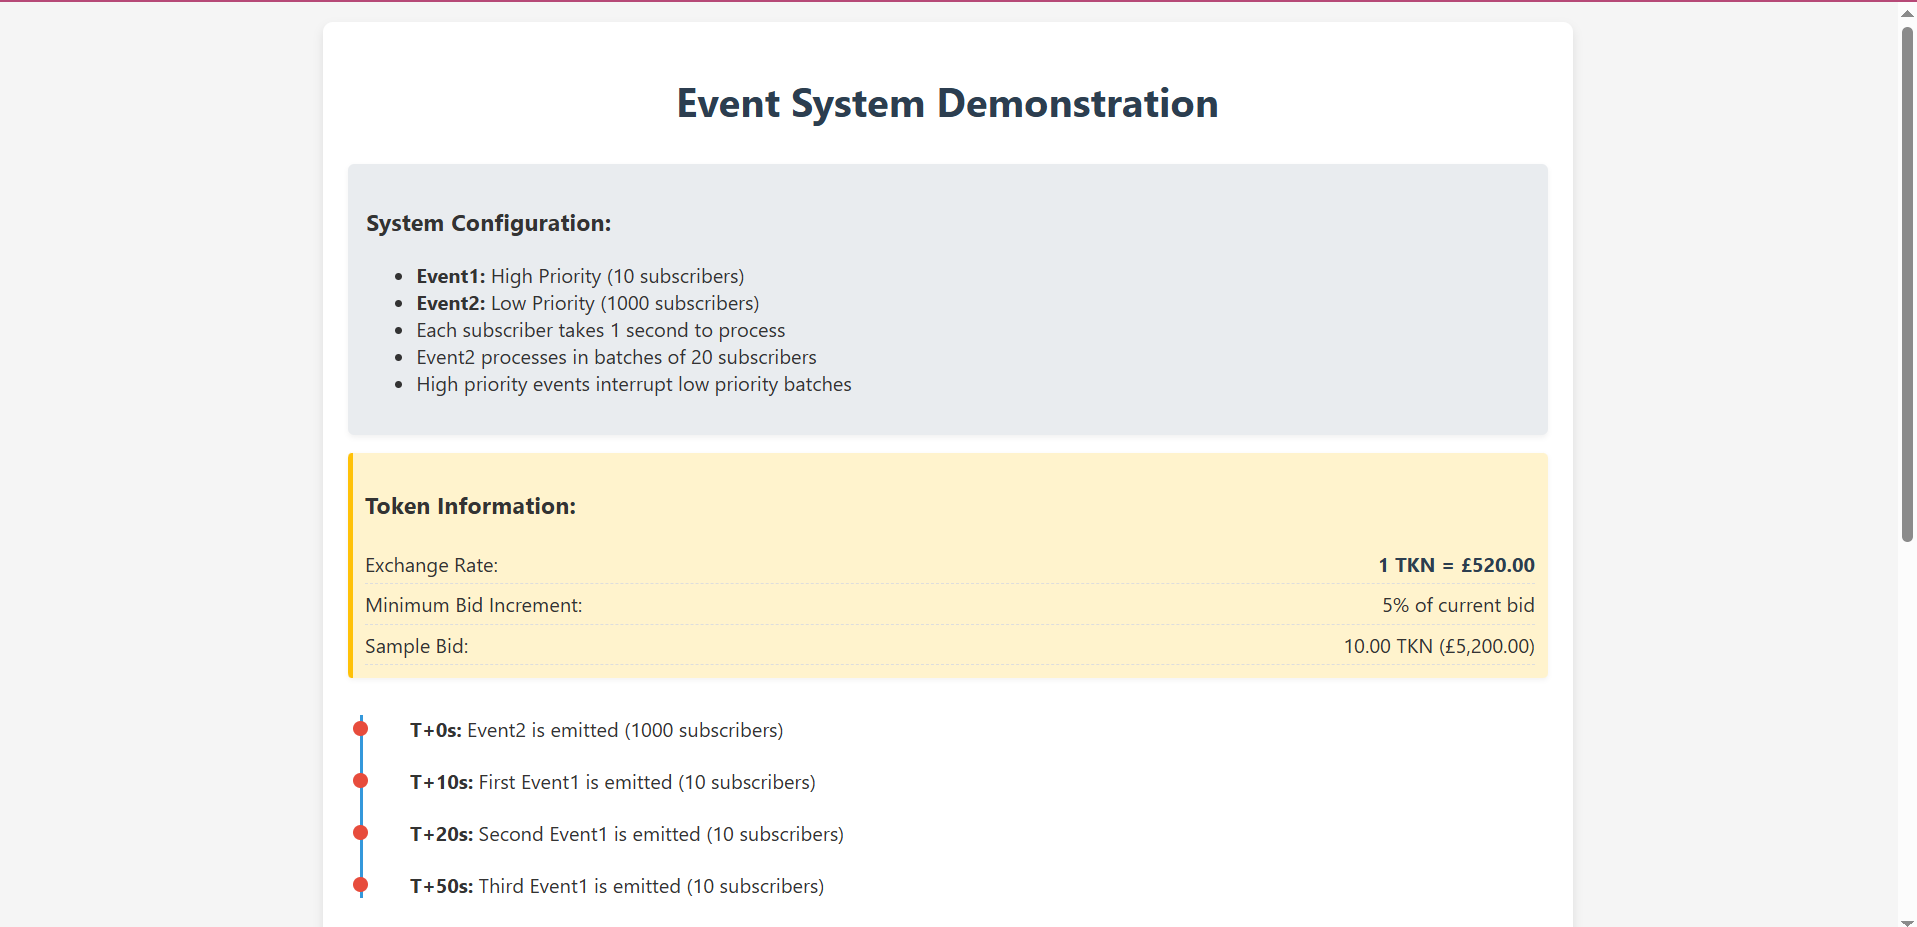 Event System Demonstration
System Configuration:
Event1: High Priority (10 subscribers)
Event2: Low Priority (1000 subscribers)
Each subscriber takes 1 second to process
Event2 processes in batches of 20 subscribers
High priority events interrupt low priority batches
Token Information:
Exchange Rate: 1 TKN = £520.00
Minimum Bid Increment: 5% of current bid
Sample Bid: 10.00 TKN (£5,200.00)
T+0s: Event2 is emitted (1000 subscribers)
T+10s: First Event1 is emitted (10 subscribers)
T+20s: Second Event1 is emitted (10 subscribers)
T+50s: Third Event1 is emitted (10 subscribers)